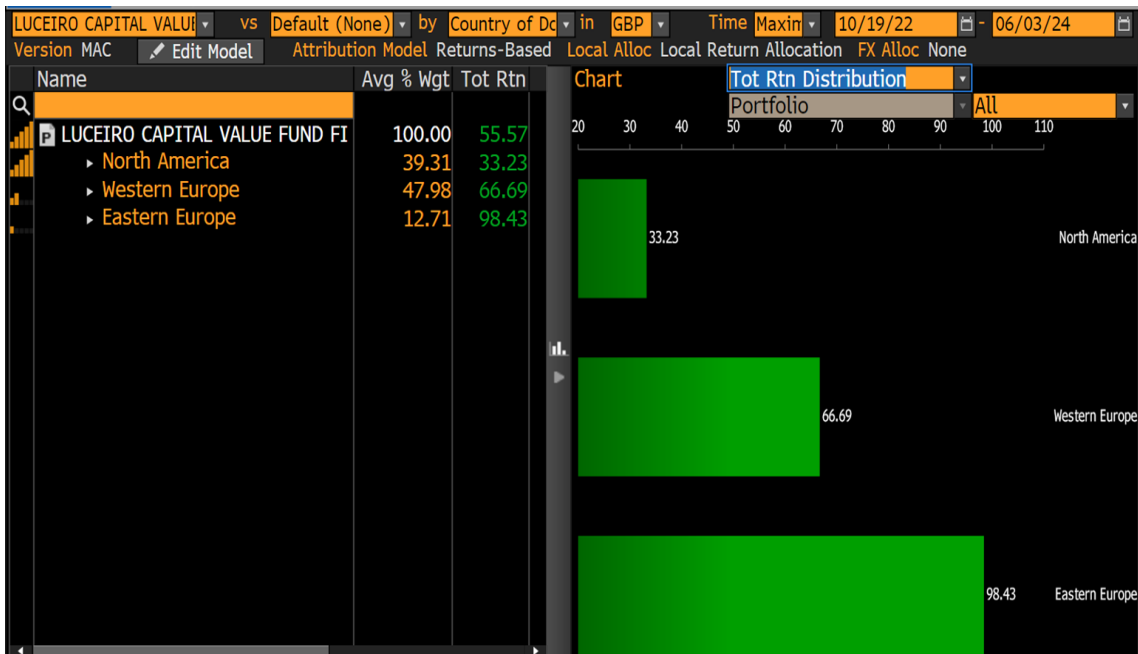 LUCEIRO CAPITAL VALUE vs Default (None) by Country of Dc in GBP Time Maxim 10/19/22 - 06/03/24
Version MAC Edit Model Attribution Model Returns-Based Local Alloc Local Return Allocation FX Alloc None
Name Avg % Wgt Tot Rtn Chart Tot Rtn Distribution
Portfolio All
P LUCEIRO CAPITAL VALUE FUND FI 100.00 55.57
North America 39.31 33.23
Western Europe 47.98 66.69
Eastern Europe 12.71 98.43
20 30 40 50 60 70 80 90 100 110
33.23 North America
66.69 Western Europe
98.43 Eastern Europe